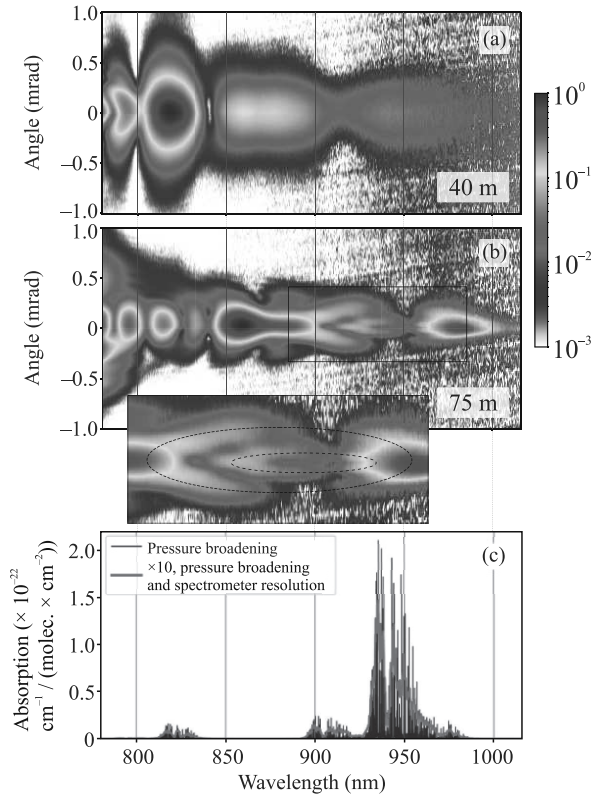 1.0
0.5
0
−0.5
−1.0
Angle (mrad)
(a)
40 m
10⁰
10⁻¹
10⁻²
10⁻³
1.0
0.5
0
−0.5
−1.0
Angle (mrad)
(b)
75 m
2.0
1.5
1.0
0.5
0
Absorption (× 10⁻²²
cm⁻¹ / (molec. × cm⁻²))
Pressure broadening
×10, pressure broadening
and spectrometer resolution
(c)
800 850 900 950 1000
Wavelength (nm)